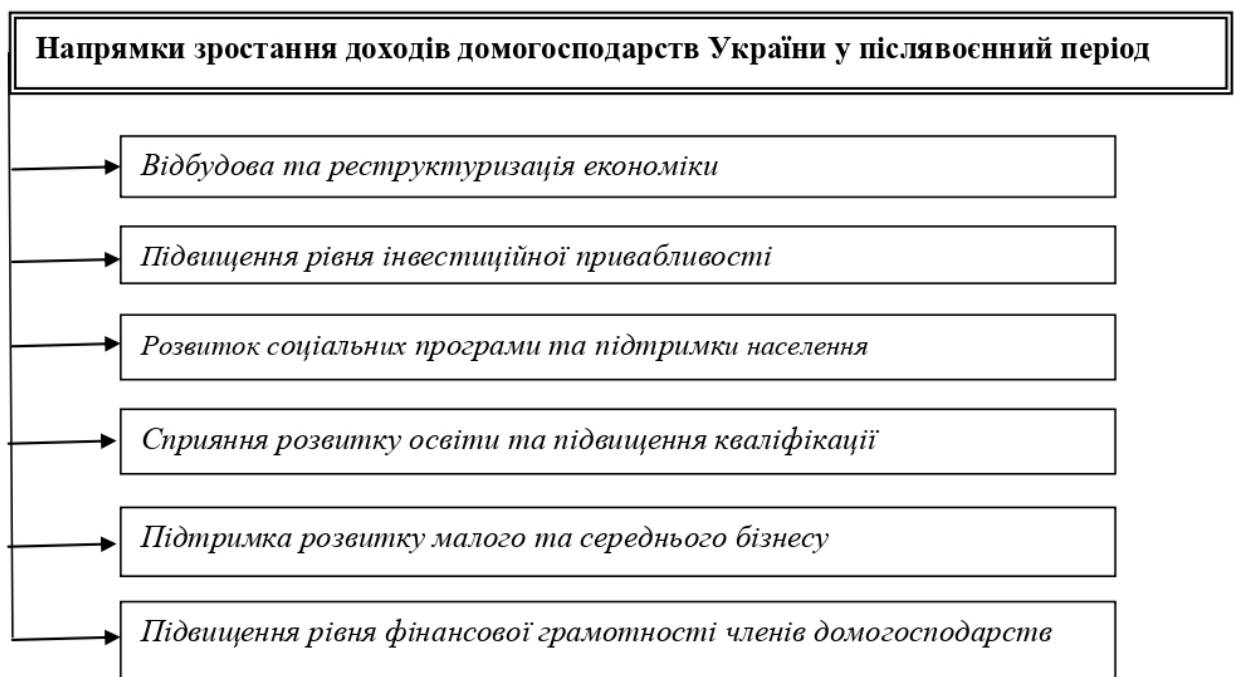 Напрямки зростання доходів домогосподарств України у післявоєнний період
Відбудова та реструктуризація економіки
Підвищення рівня інвестиційної привабливості
Розвиток соціальних програми та підтримки населення
Сприяння розвитку освіти та підвищення кваліфікації
Підтримка розвитку малого та середнього бізнесу
Підвищення рівня фінансової грамотності членів домогосподарств